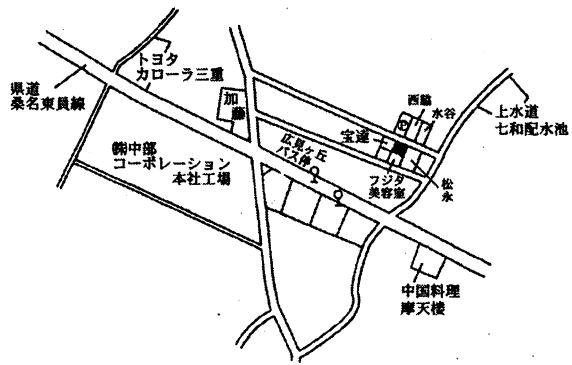 トヨタ
カローラ三重
県道
桑名東員線
加藤
㈱中部
コーポレーション
本社工場
広見ヶ丘
バス停
西脇
水谷
宝達
フジタ
美容室
松永
上水道
七和配水池
中国料理
摩天楼